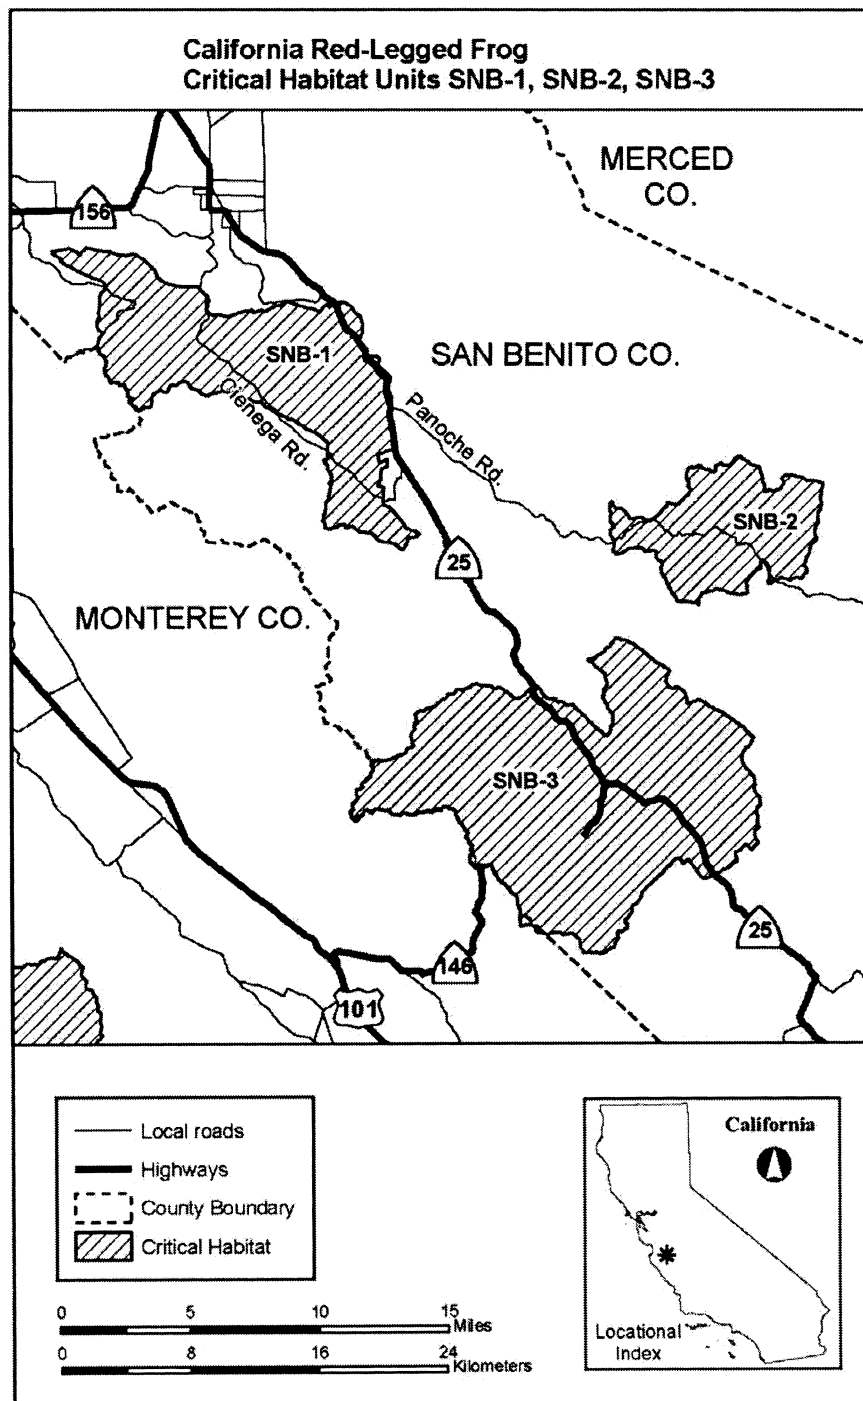 California Red-Legged Frog
Critical Habitat Units SNB-1, SNB-2, SNB-3
MERCED
CO.
156
SNB-1
SAN BENITO CO.
Cienega Rd.
Panoche Rd.
SNB-2
25
MONTEREY CO.
SNB-3
25
146
101
Local roads
Highways
County Boundary
Critical Habitat
California
Locational
Index
0 5 10 15
Miles
0 8 16 24
Kilometers